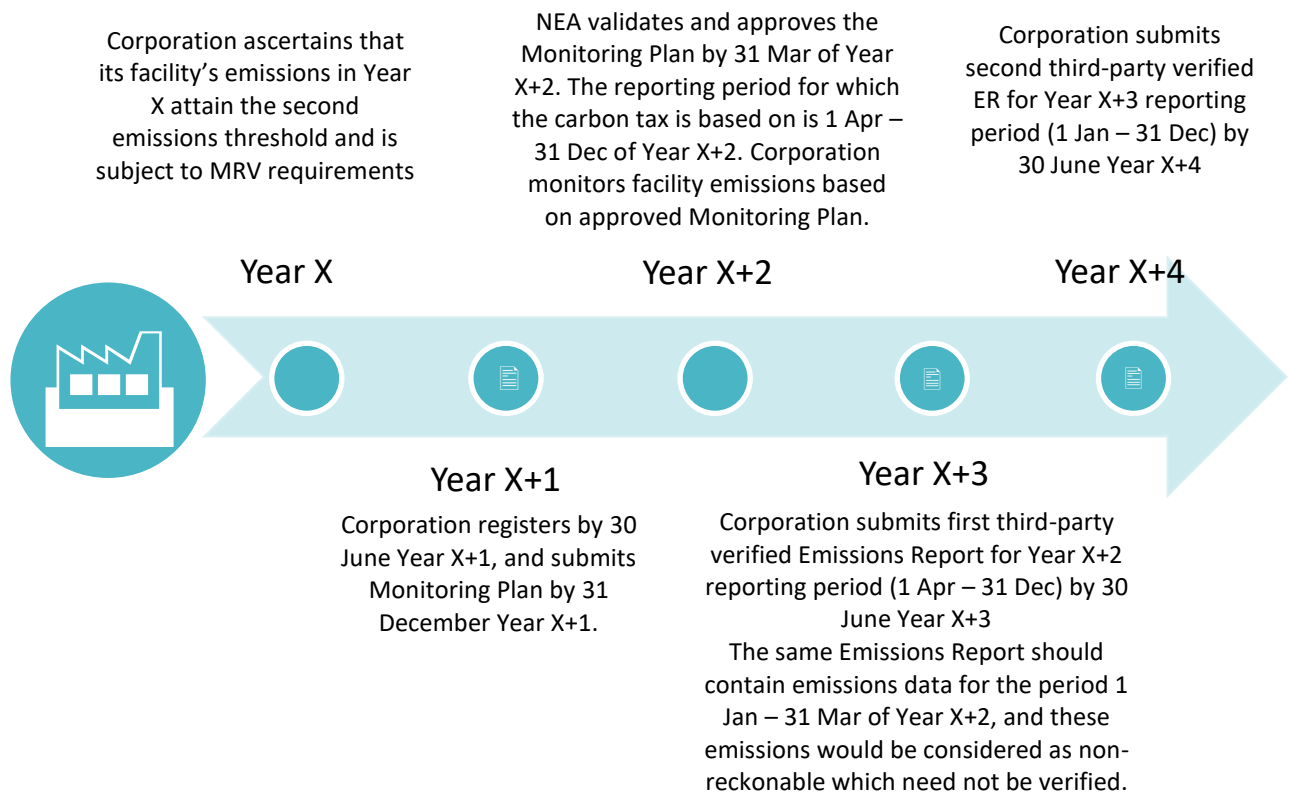 Corporation ascertains that
its facility's emissions in Year
X attain the second
emissions threshold and is
subject to MRV requirements
Year X
Year X+1
Corporation registers by 30
June Year X+1, and submits
Monitoring Plan by 31
December Year X+1.
NEA validates and approves the
Monitoring Plan by 31 Mar of Year
X+2. The reporting period for which
the carbon tax is based on is 1 Apr –
31 Dec of Year X+2. Corporation
monitors facility emissions based
on approved Monitoring Plan.
Year X+2
Year X+3
Corporation submits first third-party
verified Emissions Report for Year X+2
reporting period (1 Apr – 31 Dec) by 30
June Year X+3
The same Emissions Report should
contain emissions data for the period 1
Jan – 31 Mar of Year X+2, and these
emissions would be considered as non-
reckonable which need not be verified.
Corporation submits
second third-party verified
ER for Year X+3 reporting
period (1 Jan – 31 Dec) by
30 June Year X+4
Year X+4